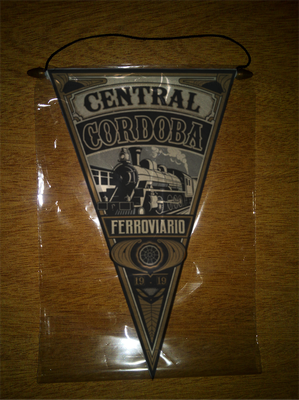 CENTRAL
CORDOBA
FERROVIARIO
19 19